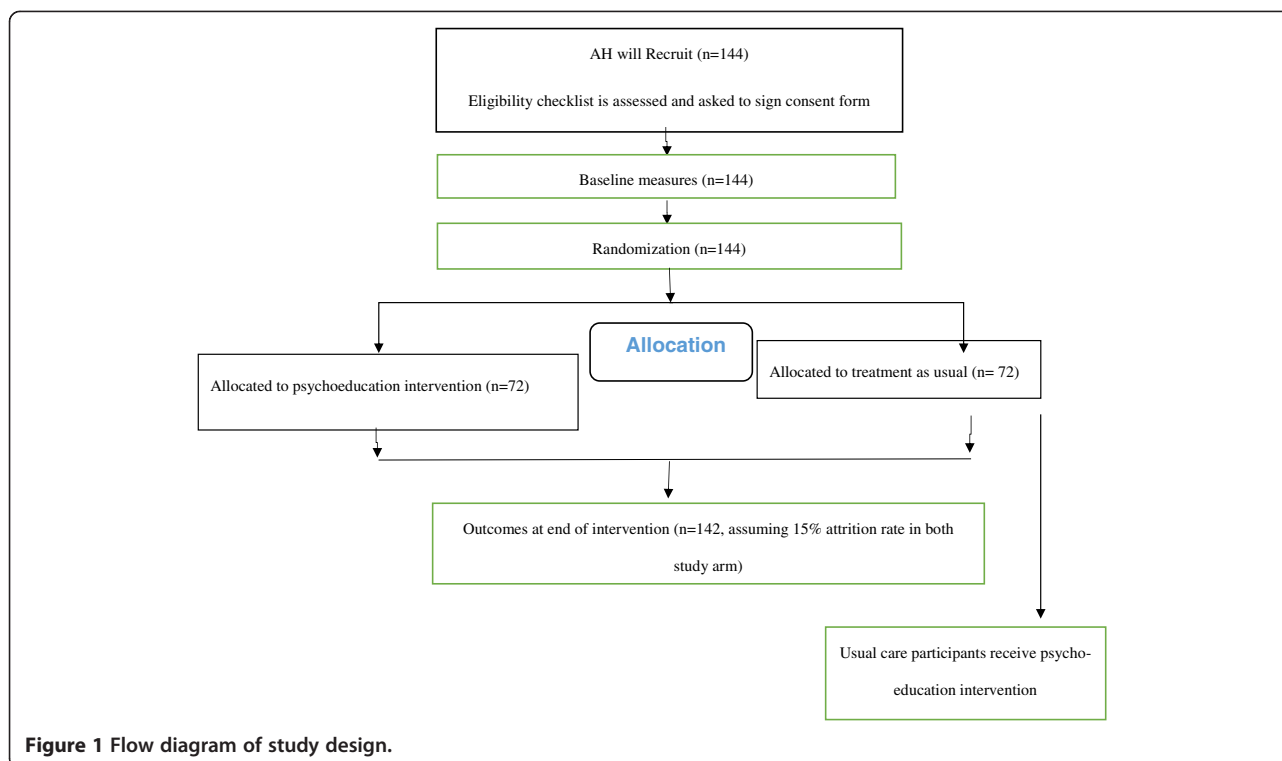 AH will Recruit (n=144)
Eligibility checklist is assessed and asked to sign consent form
Baseline measures (n=144)
Randomization (n=144)
Allocation
Allocated to psychoeducation intervention (n=72)
Allocated to treatment as usual (n= 72)
Outcomes at end of intervention (n=142, assuming 15% attrition rate in both
study arm)
Usual care participants receive psycho-
education intervention
Figure 1 Flow diagram of study design.